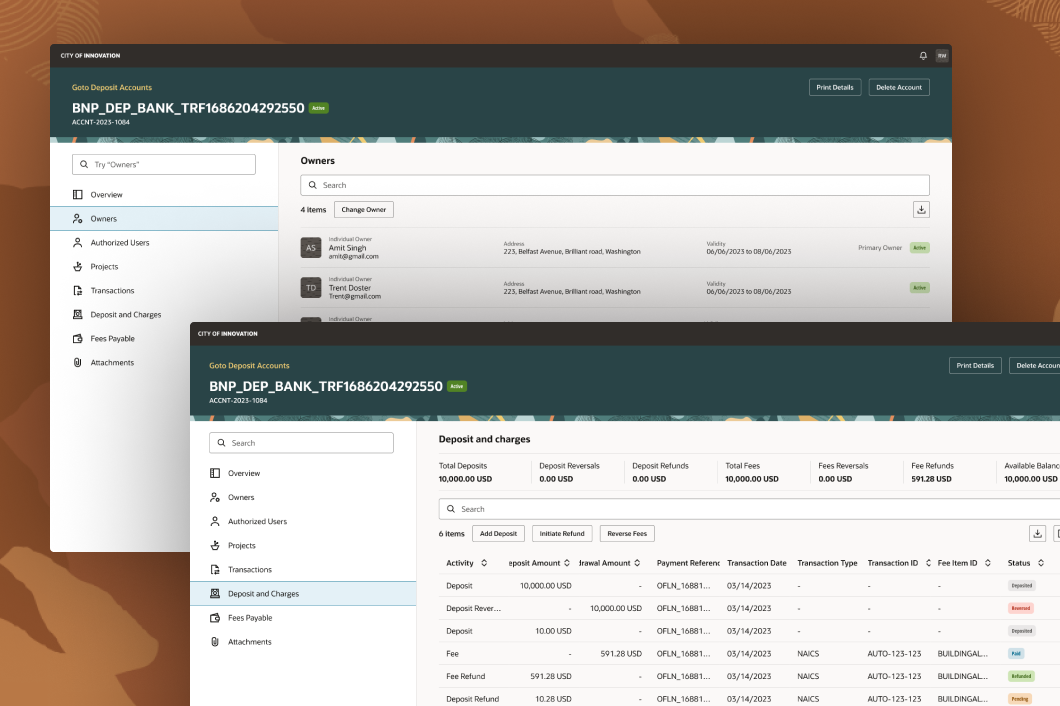 CITY OF INNOVATION
RW
Goto Deposit Accounts
Print Details
Delete Account
BNP_DEP_BANK_TRF1686204292550 Active
ACCNT-2023-1084
Try "Owners"
Overview
Owners
Authorized Users
Projects
Transactions
Deposit and Charges
Fees Payable
Attachments
Owners
Search
4 items Change Owner
Individual Owner
AS Amit Singh
amit@gmail.com
Address
223, Belfast Avenue, Brilliant road, Washington
Validity
06/06/2023 to 08/06/2023
Primary Owner Active
Individual Owner
TD Trent Doster
Trent@gmail.com
Address
223, Belfast Avenue, Brilliant road, Washington
Validity
06/06/2023 to 08/06/2023
Active
Individual Owner
CITY OF INNOVATION
Goto Deposit Accounts
Print Details
Delete Accoun
BNP_DEP_BANK_TRF1686204292550 Active
ACCNT-2023-1084
Search
Overview
Owners
Authorized Users
Projects
Transactions
Deposit and Charges
Fees Payable
Attachments
Deposit and charges
Total Deposits Deposit Reversals Deposit Refunds Total Fees Fees Reversals Fee Refunds Available Balanc
10,000.00 USD 0.00 USD 0.00 USD 10,000.00 USD 0.00 USD 591.28 USD 10,000.00 USD
Search
6 items Add Deposit Initiate Refund Reverse Fees
Activity eposit Amount drawal Amount Payment Referenc Transaction Date Transaction Type Transaction ID Fee Item ID Status
Deposit 10,000.00 USD - OFLN_16881... 03/14/2023 - - - Deposited
Deposit Rever... - 10,000.00 USD OFLN_16881... 03/14/2023 - - - Reversed
Deposit 10.00 USD - OFLN_16881... 03/14/2023 - - - Deposited
Fee - 591.28 USD OFLN_16881... 03/14/2023 NAICS AUTO-123-123 BUILDINGAL... Paid
Fee Refund 591.28 USD - OFLN_16881... 03/14/2023 NAICS AUTO-123-123 BUILDINGAL... Refunded
Deposit Refund 10.28 USD - OFLN_16881... 03/14/2023 NAICS AUTO-123-123 BUILDINGAL... Pending